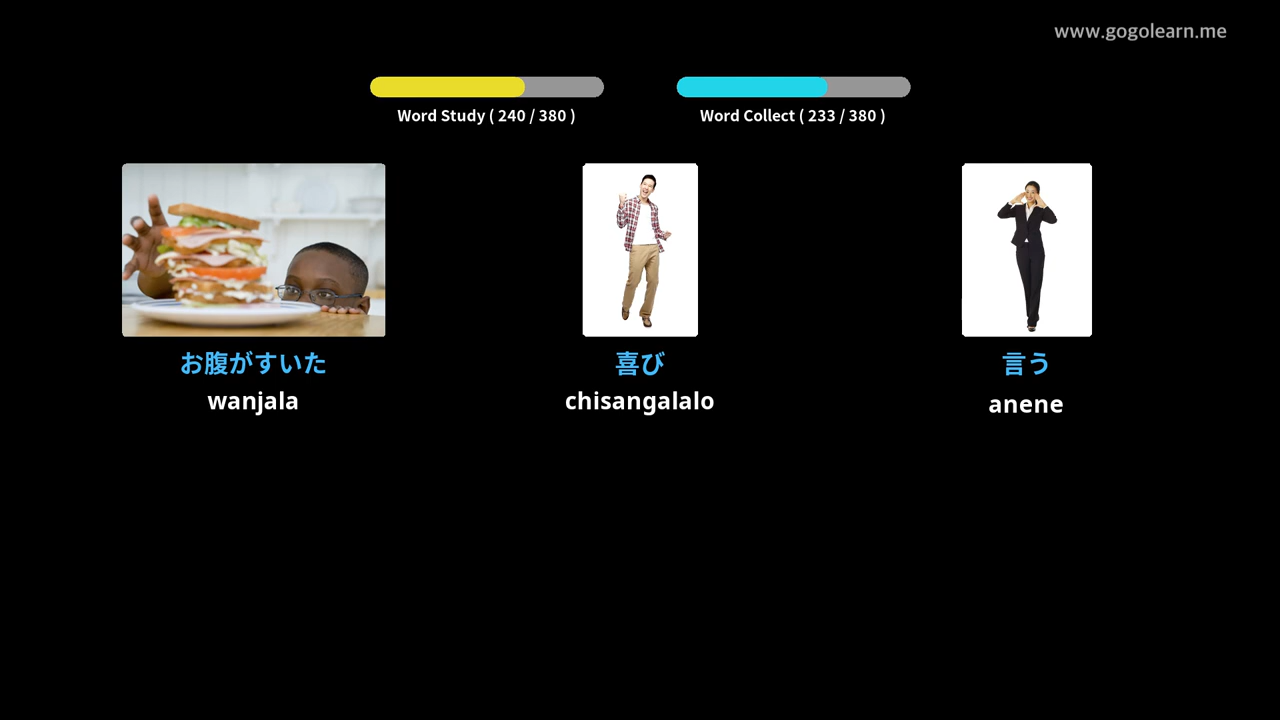 www.gogolearn.me
Word Study ( 240 / 380 )
Word Collect ( 233 / 380 )
お腹がすいた
喜び
言う
wanjala
chisangalalo
anene